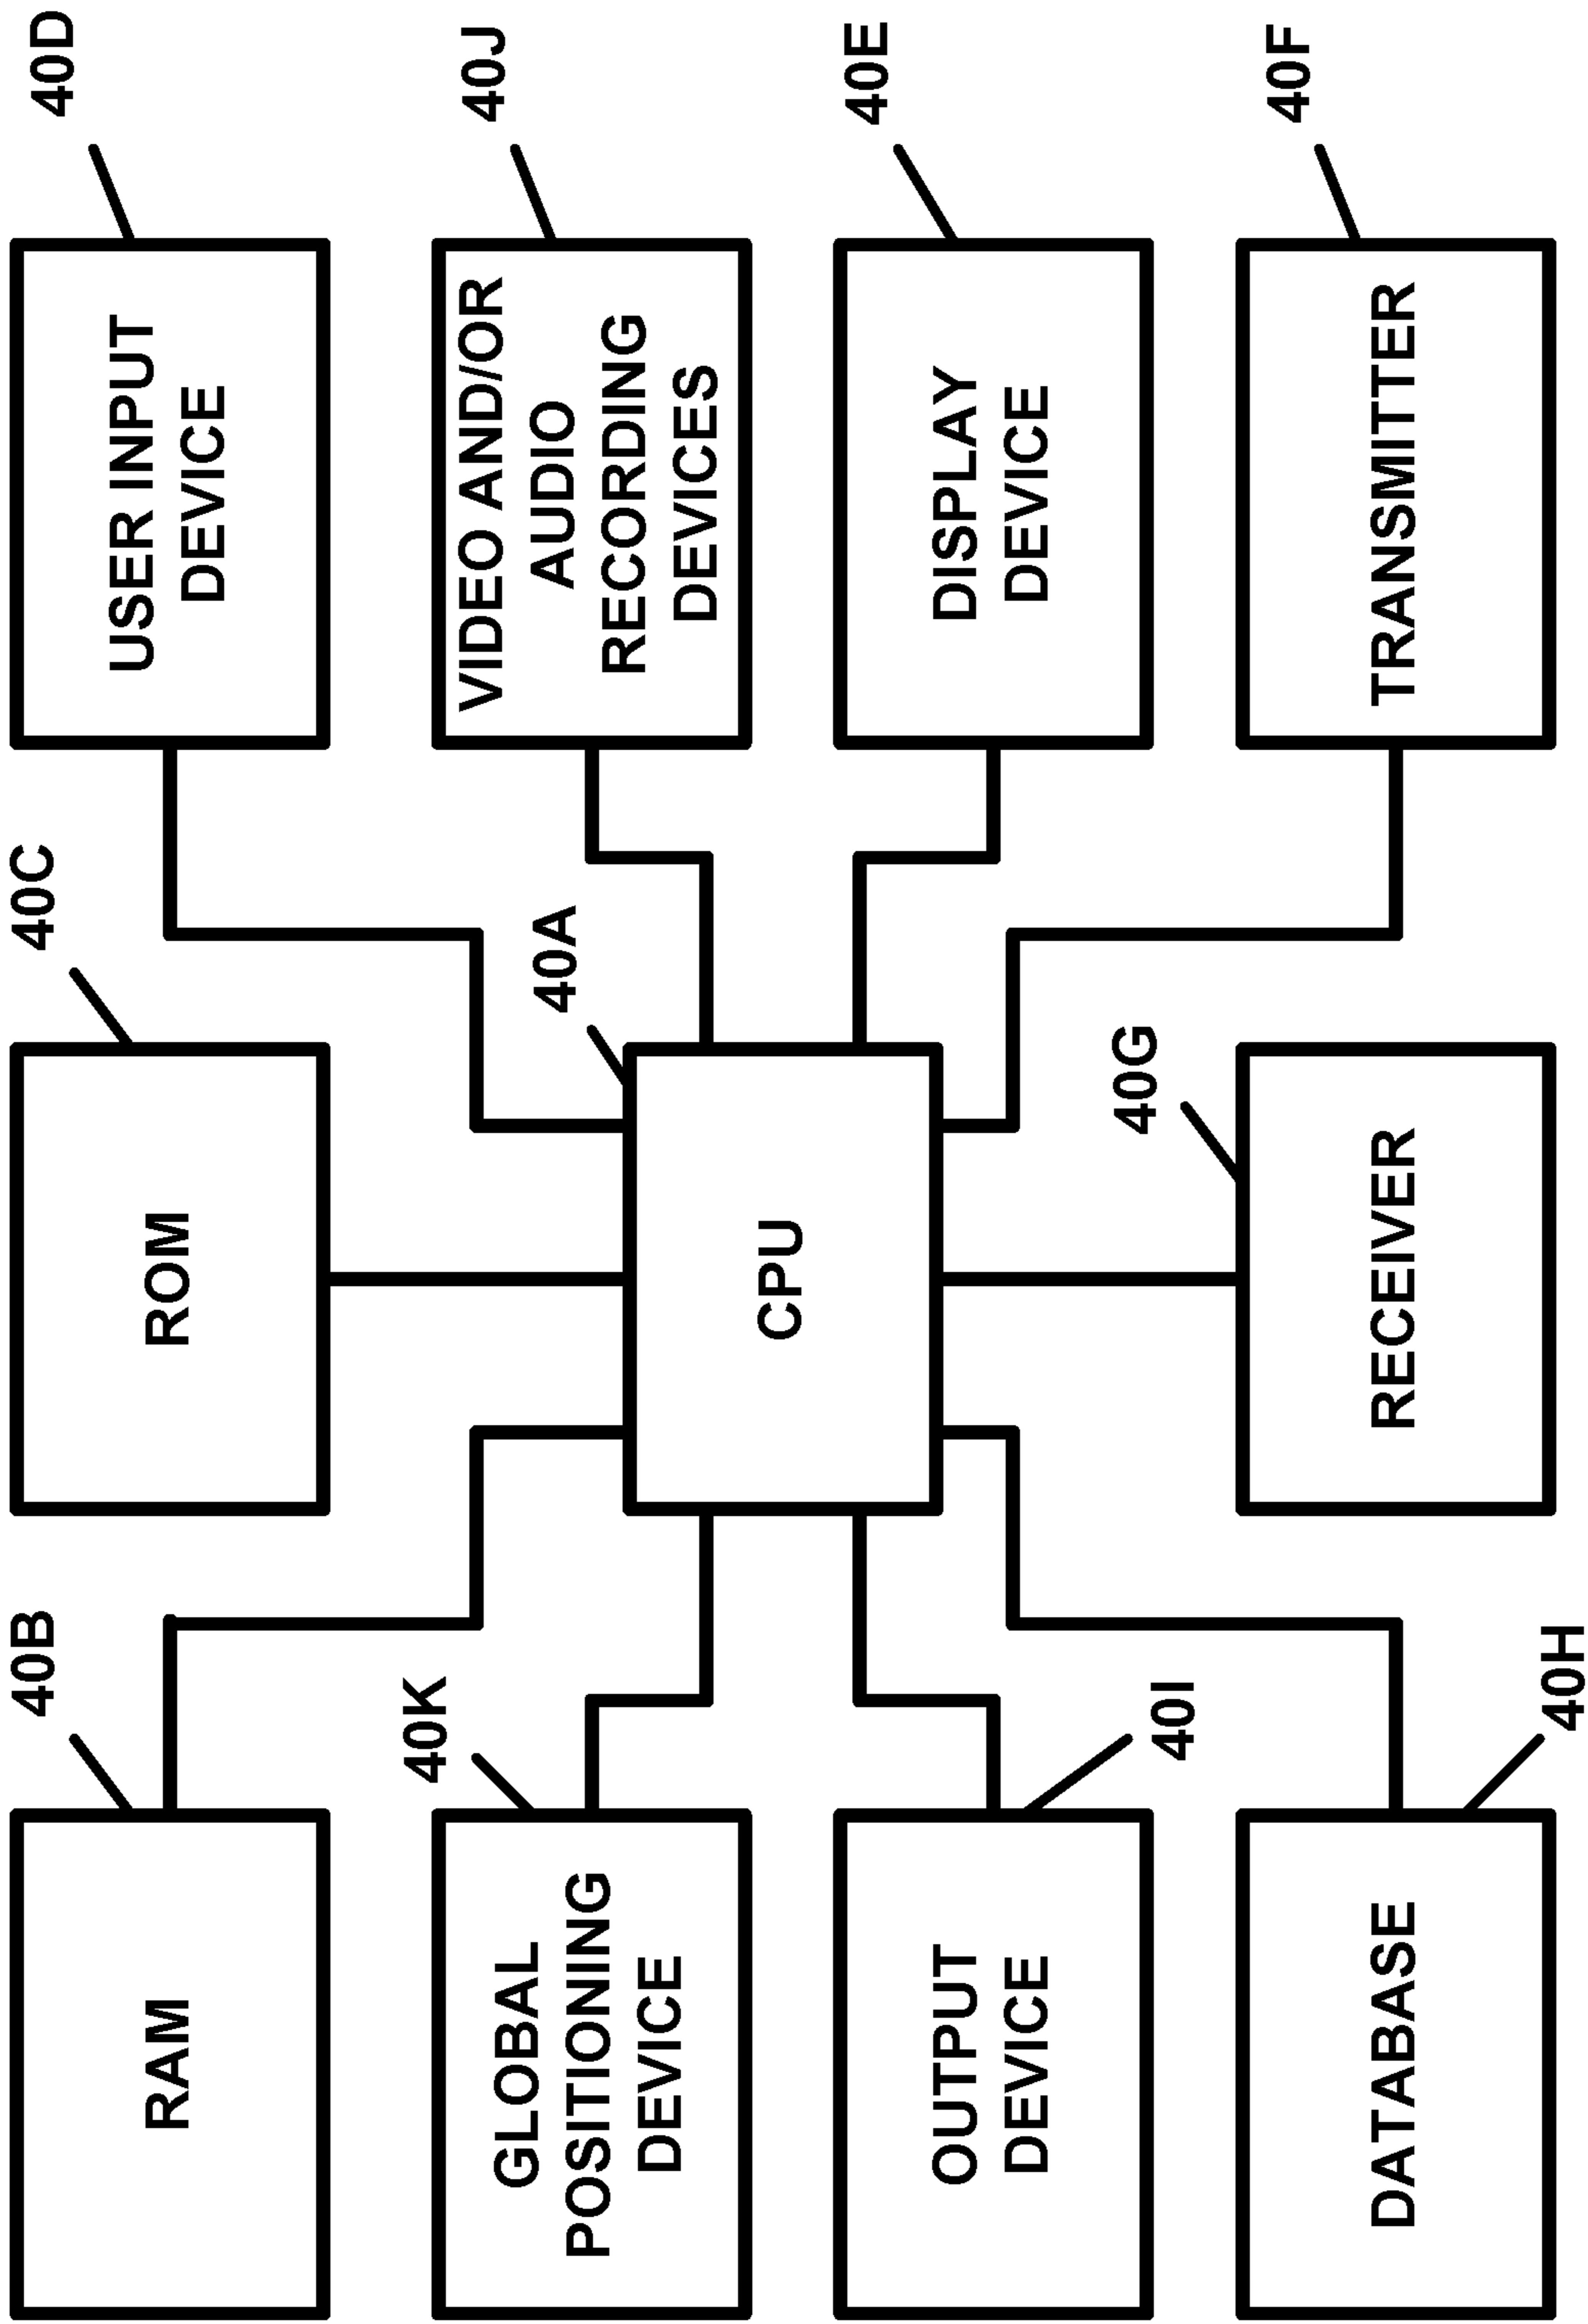 40B
RAM
40C
ROM
40D
USER INPUT
DEVICE
40K
GLOBAL
POSITIONING
DEVICE
40A
CPU
40J
VIDEO AND/OR
AUDIO
RECORDING
DEVICES
OUTPUT
DEVICE
40I
40E
DISPLAY
DEVICE
DATABASE
40H
40G
RECEIVER
40F
TRANSMITTER